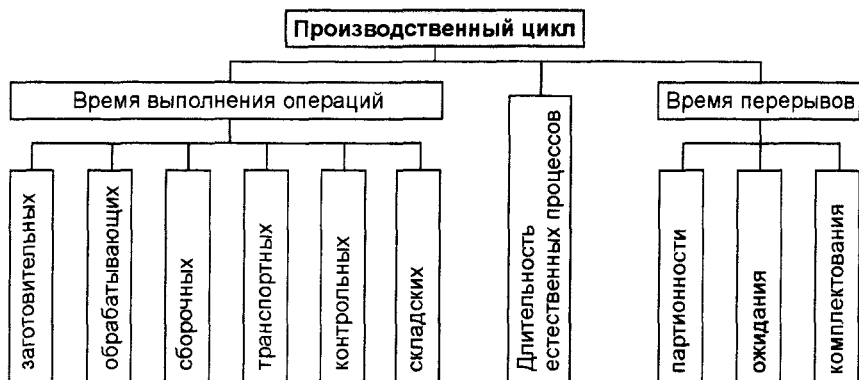 Производственный цикл
Время выполнения операций
Время перерывов
заготовительных
обрабатывающих
сборочных
транспортных
контрольных
складских
Длительность
естественных процессов
партионности
ожидания
комплектования